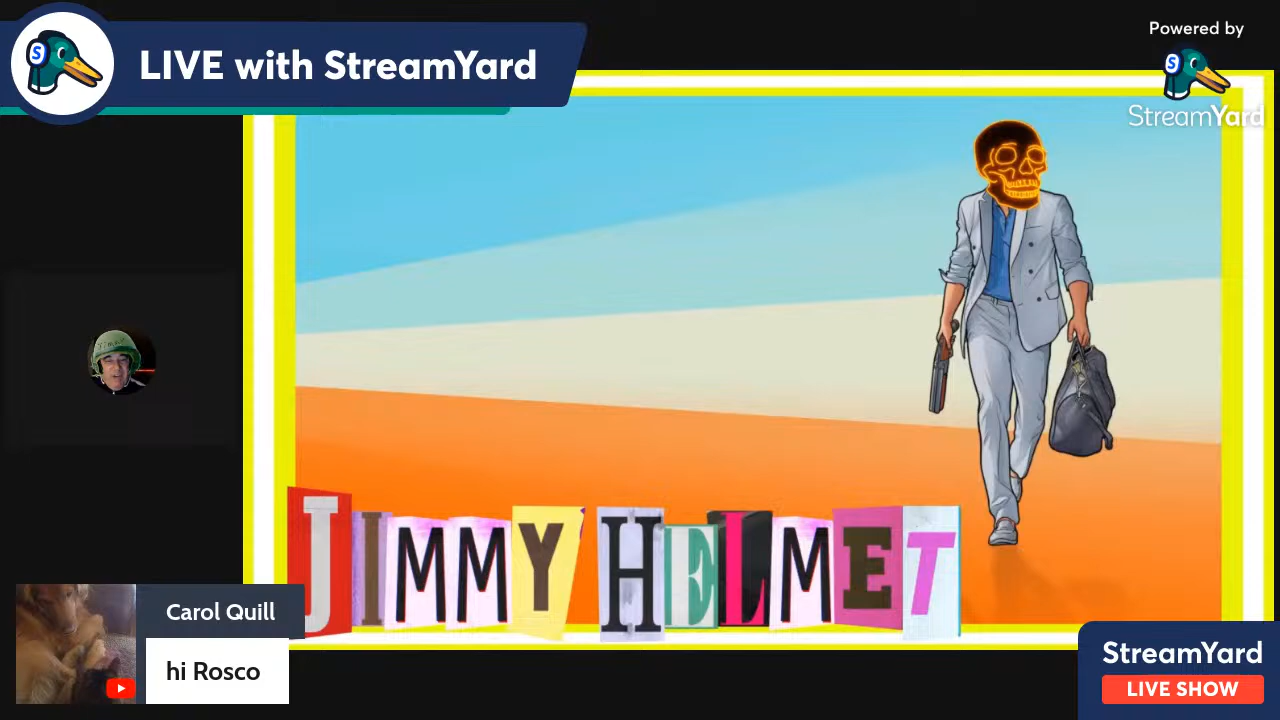 LIVE with StreamYard
Powered by
StreamYard
JIMMY HELMET
Carol Quill
hi Rosco
StreamYard
LIVE SHOW